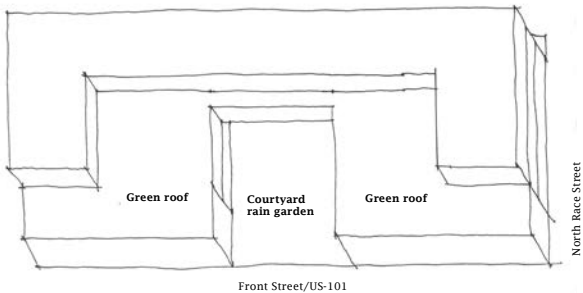 Green roof
Courtyard
rain garden
Green roof
North Race Street
Front Street/US-101